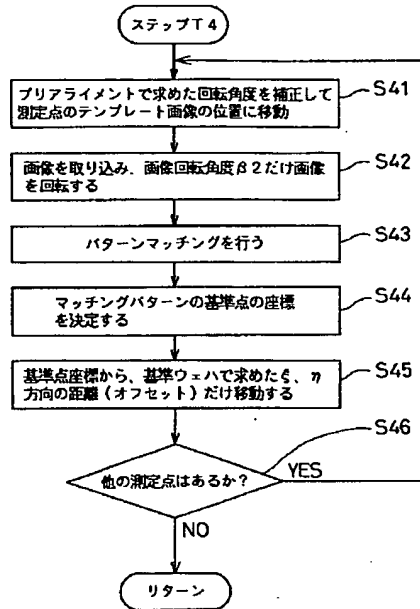 ステップT4
プリアライメントで求めた回転角度を補正して
測定点のテンプレート画像の位置に移動
S41
画像を取り込み、画像回転角度β2だけ画像
を回転する
S42
パターンマッチングを行う
S43
マッチングパターンの基準点の座標
を決定する
S44
基準点座標から、基準ウェハで求めたξ、η
方向の距離(オフセット)だけ移動する
S45
S46
他の測定点はあるか?
YES
NO
リターン